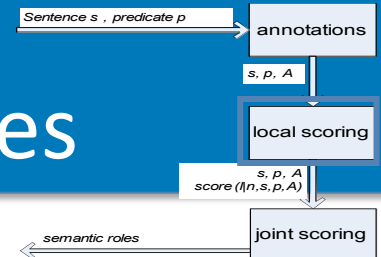 Sentence s , predicate p
annotations
s, p, A
es
local scoring
s, p, A
score (l|n,s,p,A)
joint scoring
semantic roles